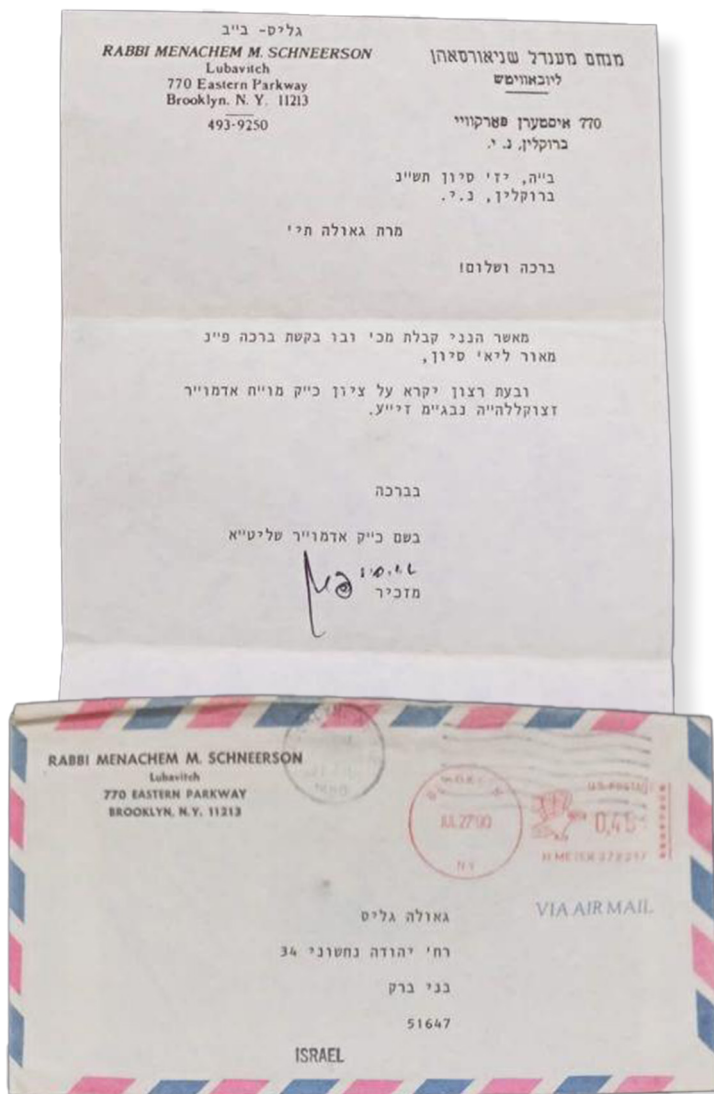 גליס- ב״ב
RABBI MENACHEM M. SCHNEERSON
Lubavitch
770 Eastern Parkway
Brooklyn. N. Y. 11213
493-9250
מנחם מענדל שניאורסאהן
ליובאוויטש
770 איסטערן פארקוויי
ברוקלין, נ. י.
ב״ה, יז' סיון תש״נ
ברוקלין, נ.י.
מרת גאולה תי'
ברכה ושלום!
מאשר הנני קבלת מכ' ובו בקשת ברכה פ״נ
מאור ליא' סיון,
ובעת רצון יקרא על ציון כ״ק מו״ח אדמו״ר
זצוקללה״ה נבג״מ זי״ע.
בברכה
בשם כ״ק אדמו״ר שליט״א
מזכיר
RABBI MENACHEM M. SCHNEERSON
Lubavitch
770 EASTERN PARKWAY
BROOKLYN, N.Y. 11213
BROOKLYN
JUL 27'90
NY
U.S. POSTAGE
0,45
VIA AIR MAIL
גאולה גליס
רח' יהודה נחשוני 34
בני ברק
51647
ISRAEL